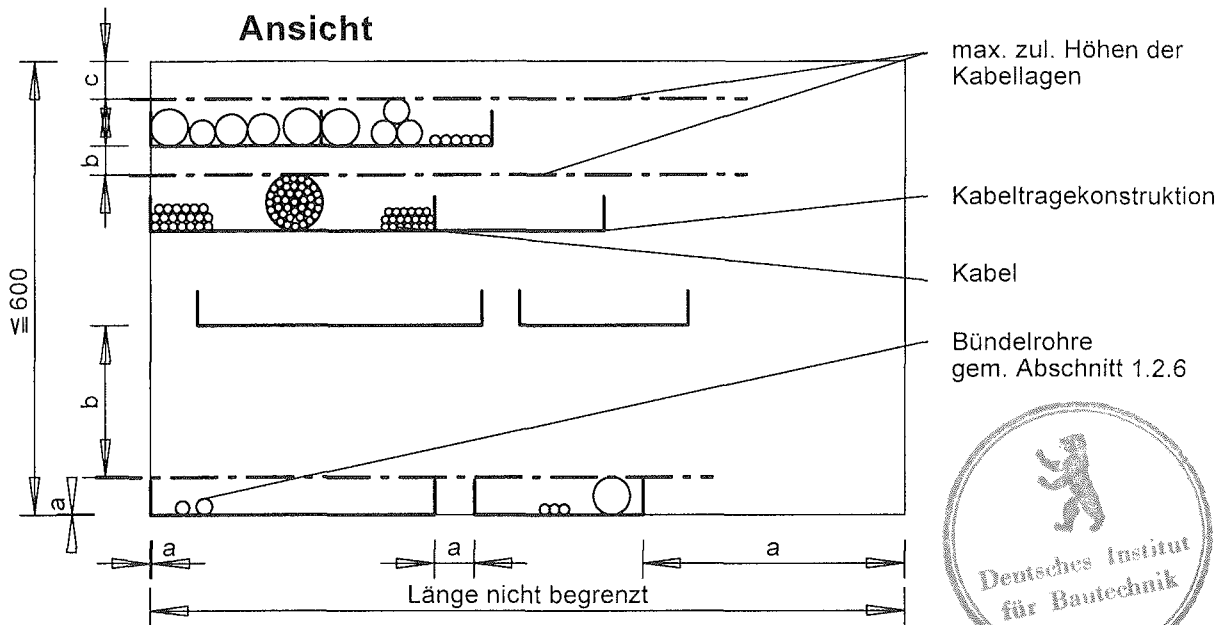 Ansicht
max. zul. Höhen der
Kabellagen
c
b
Kabeltragekonstruktion
Kabel
≤ 600
Bündelrohre
gem. Abschnitt 1.2.6
b
a
a
a
a
Länge nicht begrenzt
Deutsches Institut
für Bautechnik